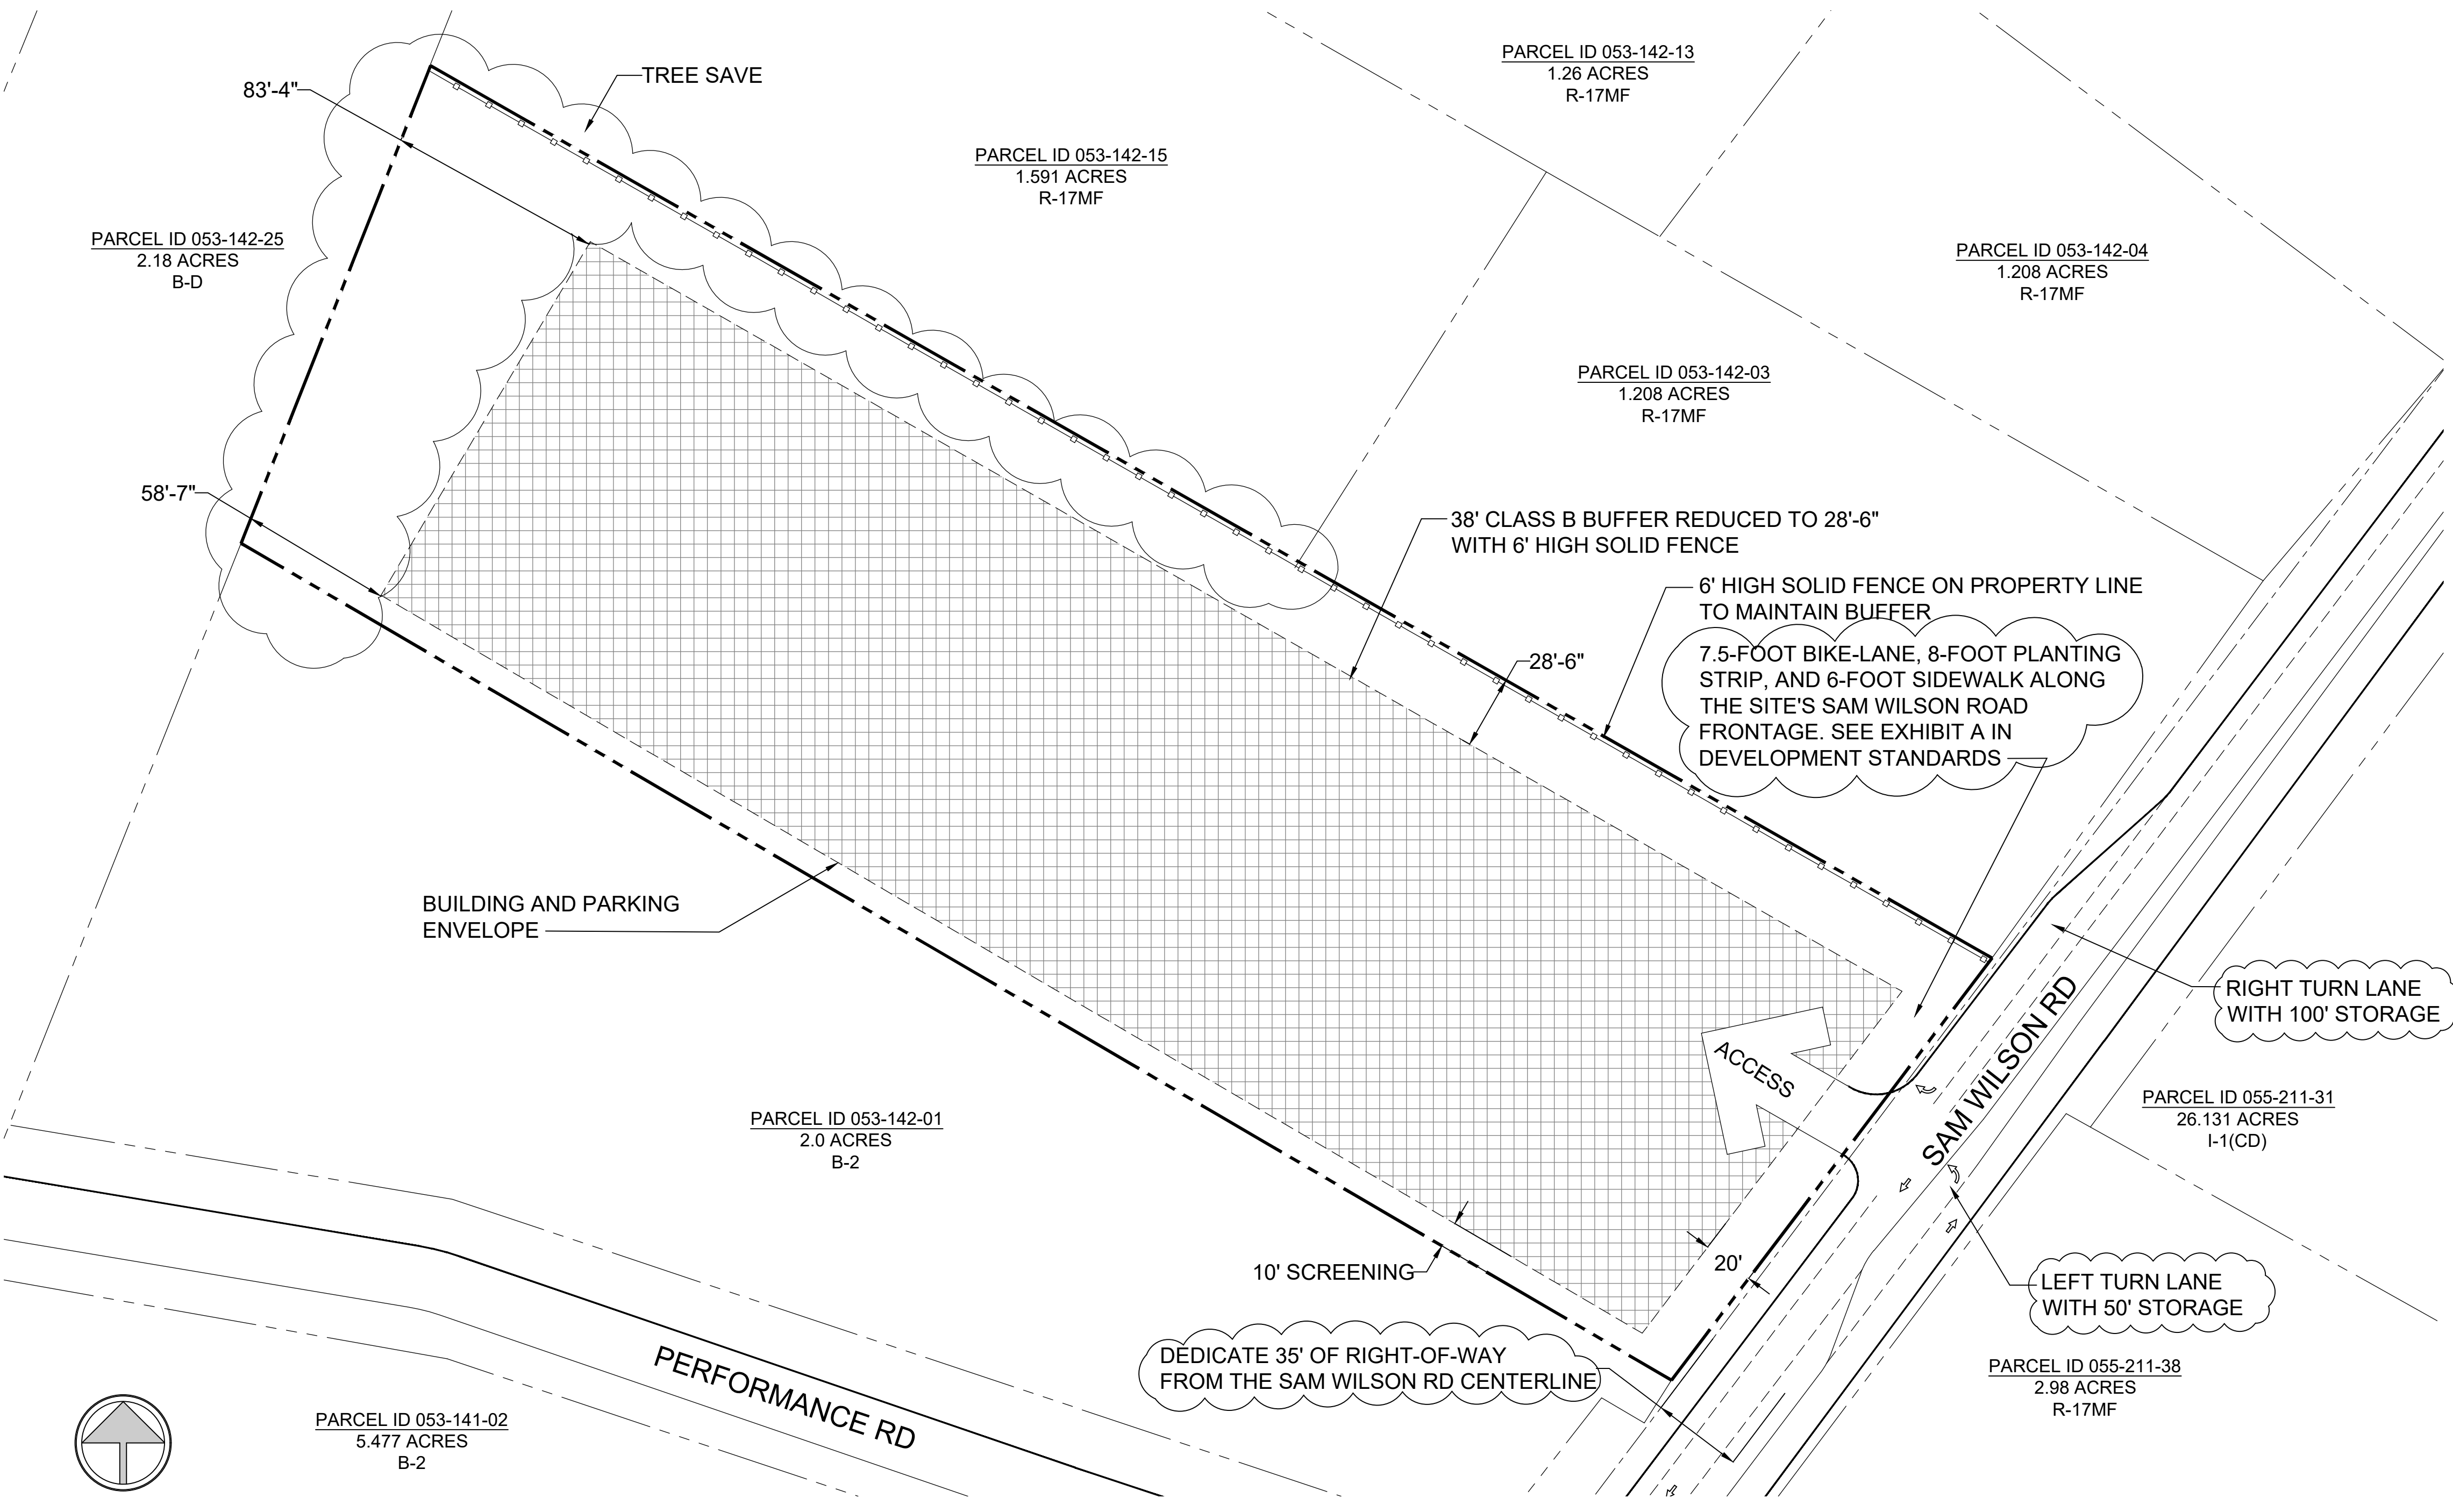 PARCEL ID 053-142-13
1.26 ACRES
R-17MF
TREE SAVE
83'-4"
PARCEL ID 053-142-15
1.591 ACRES
R-17MF
PARCEL ID 053-142-25
2.18 ACRES
B-D
PARCEL ID 053-142-04
1.208 ACRES
R-17MF
PARCEL ID 053-142-03
1.208 ACRES
R-17MF
58'-7"
38' CLASS B BUFFER REDUCED TO 28'-6"
WITH 6' HIGH SOLID FENCE
6' HIGH SOLID FENCE ON PROPERTY LINE
TO MAINTAIN BUFFER
28'-6"
7.5-FOOT BIKE-LANE, 8-FOOT PLANTING
STRIP, AND 6-FOOT SIDEWALK ALONG
THE SITE'S SAM WILSON ROAD
FRONTAGE. SEE EXHIBIT A IN
DEVELOPMENT STANDARDS
BUILDING AND PARKING
ENVELOPE
RIGHT TURN LANE
WITH 100' STORAGE
ACCESS
SAM WILSON RD
PARCEL ID 055-211-31
26.131 ACRES
I-1(CD)
PARCEL ID 053-142-01
2.0 ACRES
B-2
10' SCREENING
20'
LEFT TURN LANE
WITH 50' STORAGE
DEDICATE 35' OF RIGHT-OF-WAY
FROM THE SAM WILSON RD CENTERLINE
PARCEL ID 055-211-38
2.98 ACRES
R-17MF
PERFORMANCE RD
PARCEL ID 053-141-02
5.477 ACRES
B-2